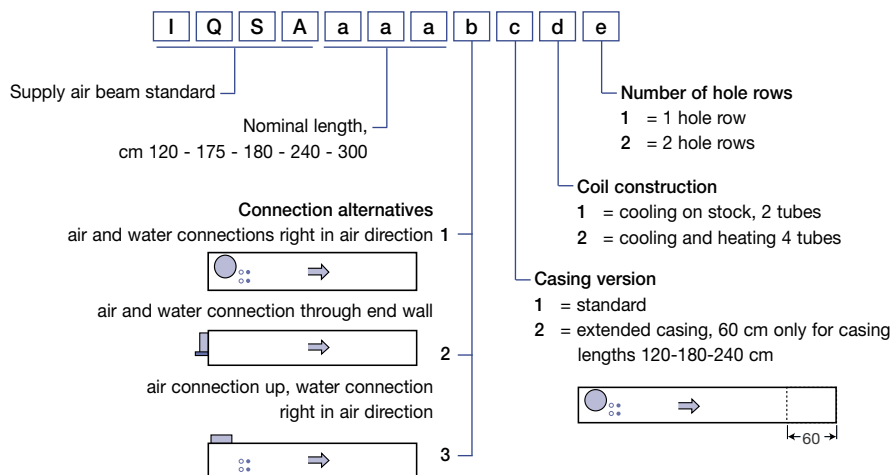 I Q S A a a a b c d e
Supply air beam standard
Nominal length,
cm 120 - 175 - 180 - 240 - 300
Connection alternatives
air and water connections right in air direction 1
air and water connection through end wall
2
air connection up, water connection
right in air direction
3
Number of hole rows
1 = 1 hole row
2 = 2 hole rows
Coil construction
1 = cooling on stock, 2 tubes
2 = cooling and heating 4 tubes
Casing version
1 = standard
2 = extended casing, 60 cm only for casing
lengths 120-180-240 cm
60